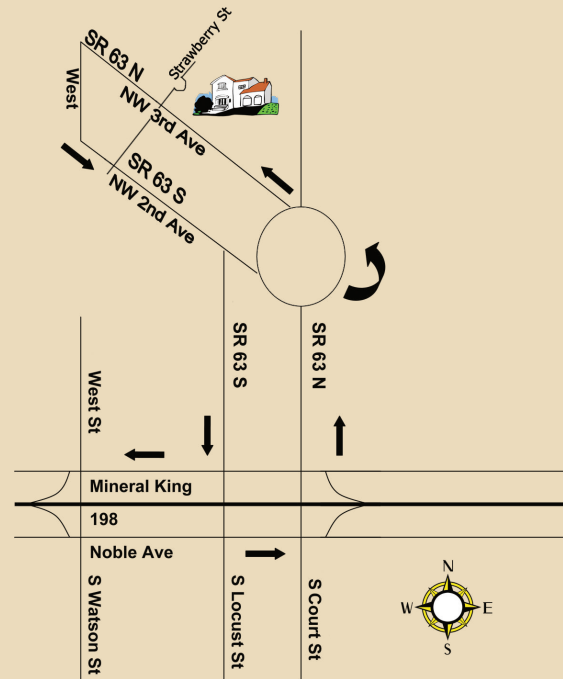 Strawberry St
SR 63 N
NW 3rd Ave
West
SR 63 S
NW 2nd Ave
SR 63 S
SR 63 N
West St
Mineral King
198
Noble Ave
S Watson St
S Locust St
S Court St
N
W
E
S